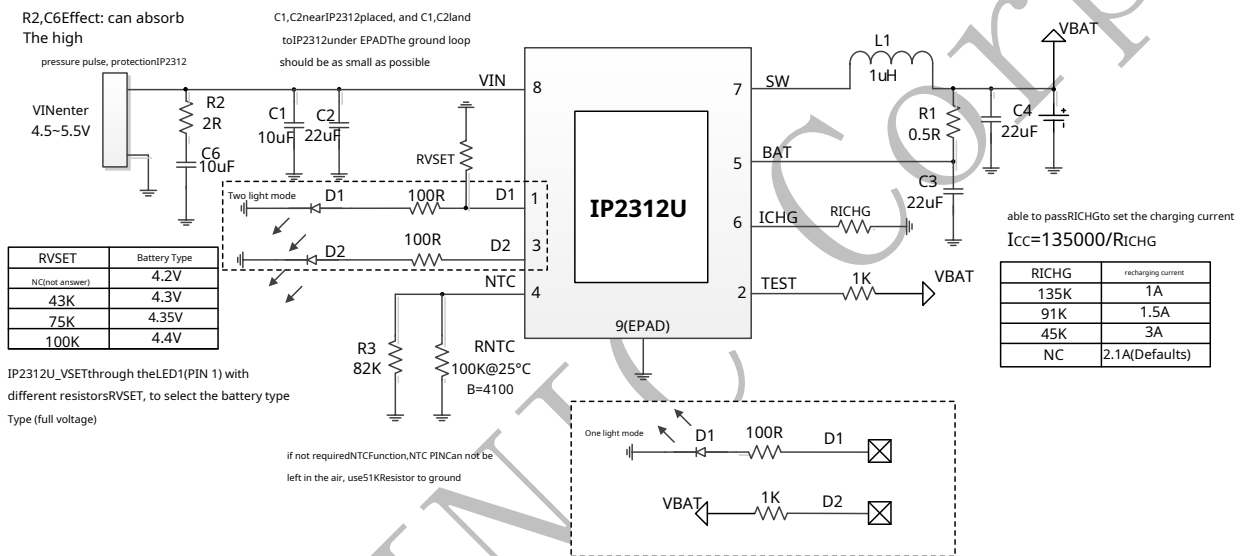 R2,C6Effect: can absorb
The high
pressure pulse, protectionIP2312
C1,C2nearIP2312placed, and C1,C2land
toIP2312under EPADThe ground loop
should be as small as possible
VINenter
4.5~5.5V
R2
2R
C6
10uF
C1
10uF
C2
22uF
VIN
8
RVSET
Two light mode
D1
100R
D1
1
D2
100R
D2
3
NTC
4
IP2312U
9(EPAD)
7
SW
L1
1uH
VBAT
R1
0.5R
C4
22uF
+
-
5
BAT
C3
22uF
6
ICHG
RICHG
2
TEST
1K
VBAT
able to passRICHGto set the charging current
ICC=135000/RICHG
RICHG recharging current
135K 1A
91K 1.5A
45K 3A
NC 2.1A(Defaults)
RVSET Battery Type
NC(not answer) 4.2V
43K 4.3V
75K 4.35V
100K 4.4V
IP2312U_VSETthrough theLED1(PIN 1) with
different resistorsRVSET, to select the battery type
Type (full voltage)
R3
82K
RNTC
100K@25°C
B=4100
if not requiredNTCFunction,NTC PINCan not be
left in the air, use51KResistor to ground
One light mode
D1
100R
D1
VBAT
1K
D2